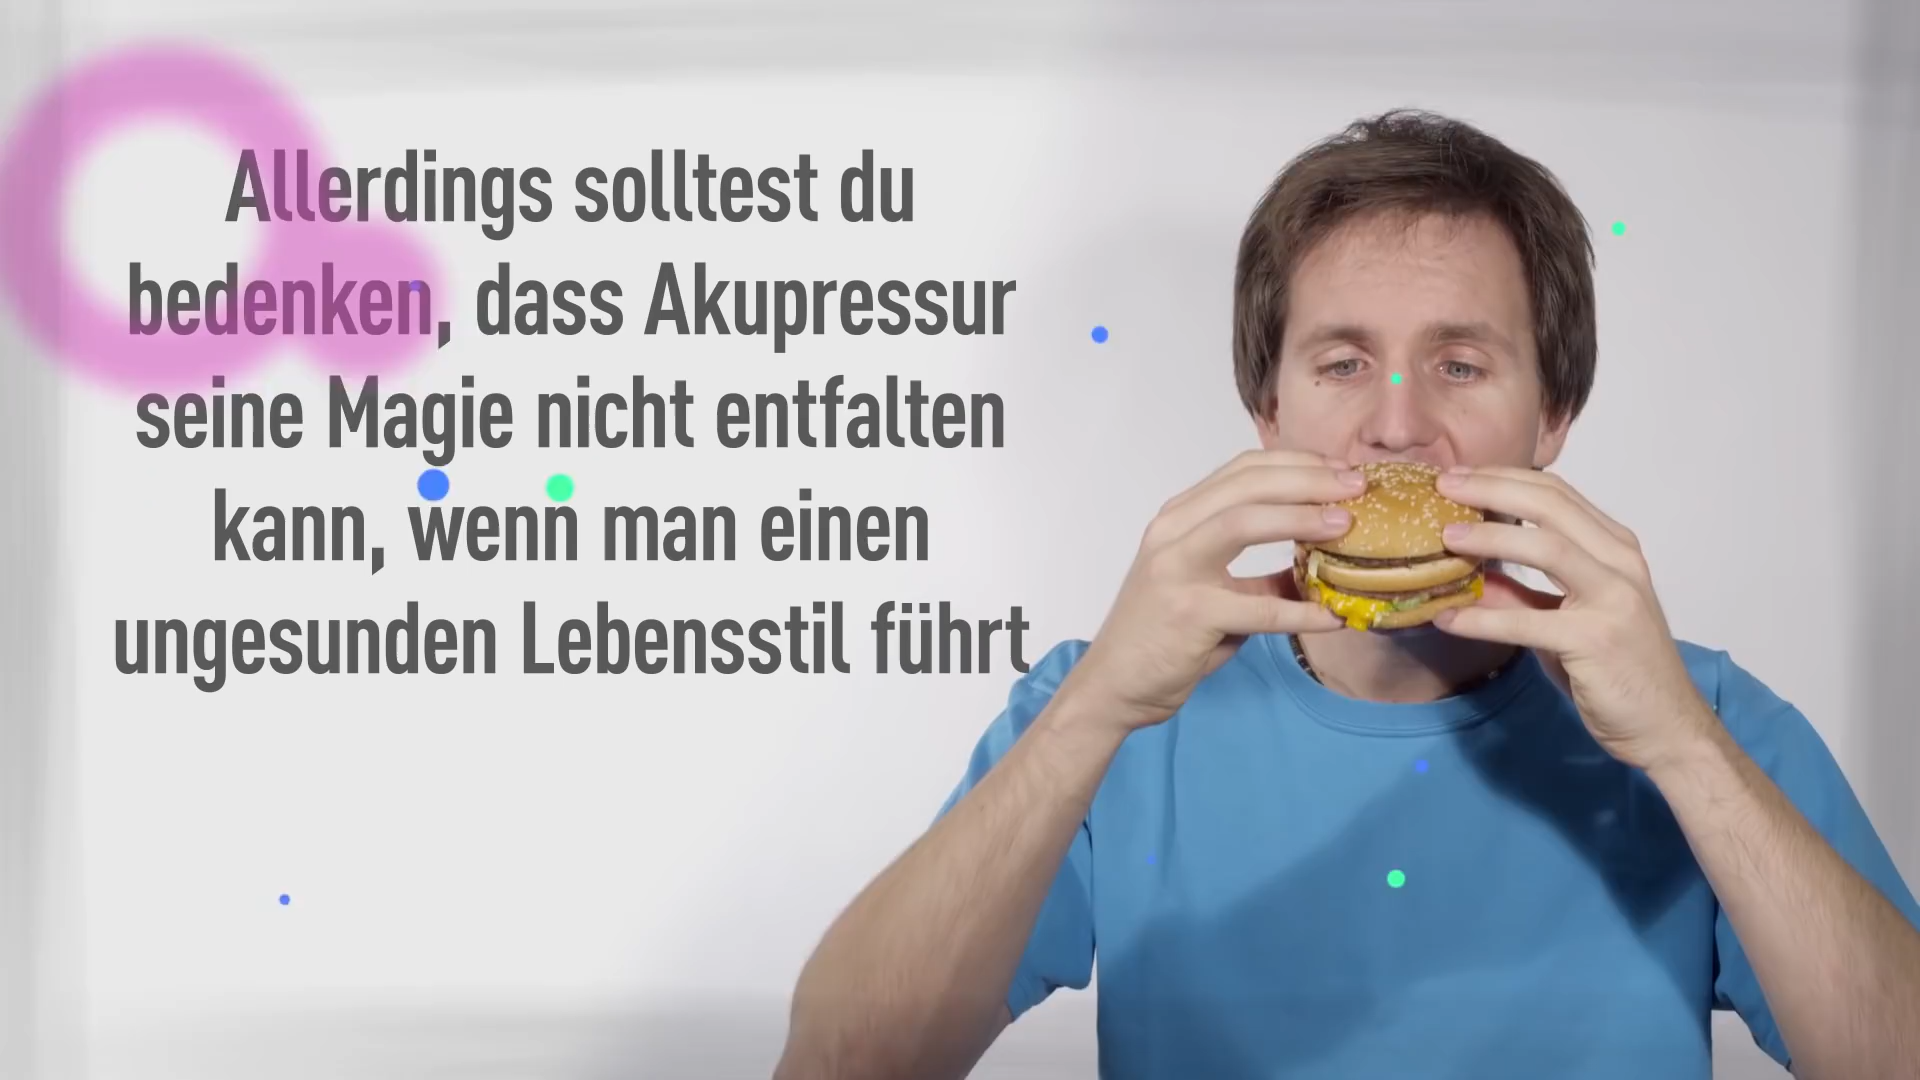 Allerdings solltest du
bedenken, dass Akupressur
seine Magie nicht entfalten
kann, wenn man einen
ungesunden Lebensstil führt